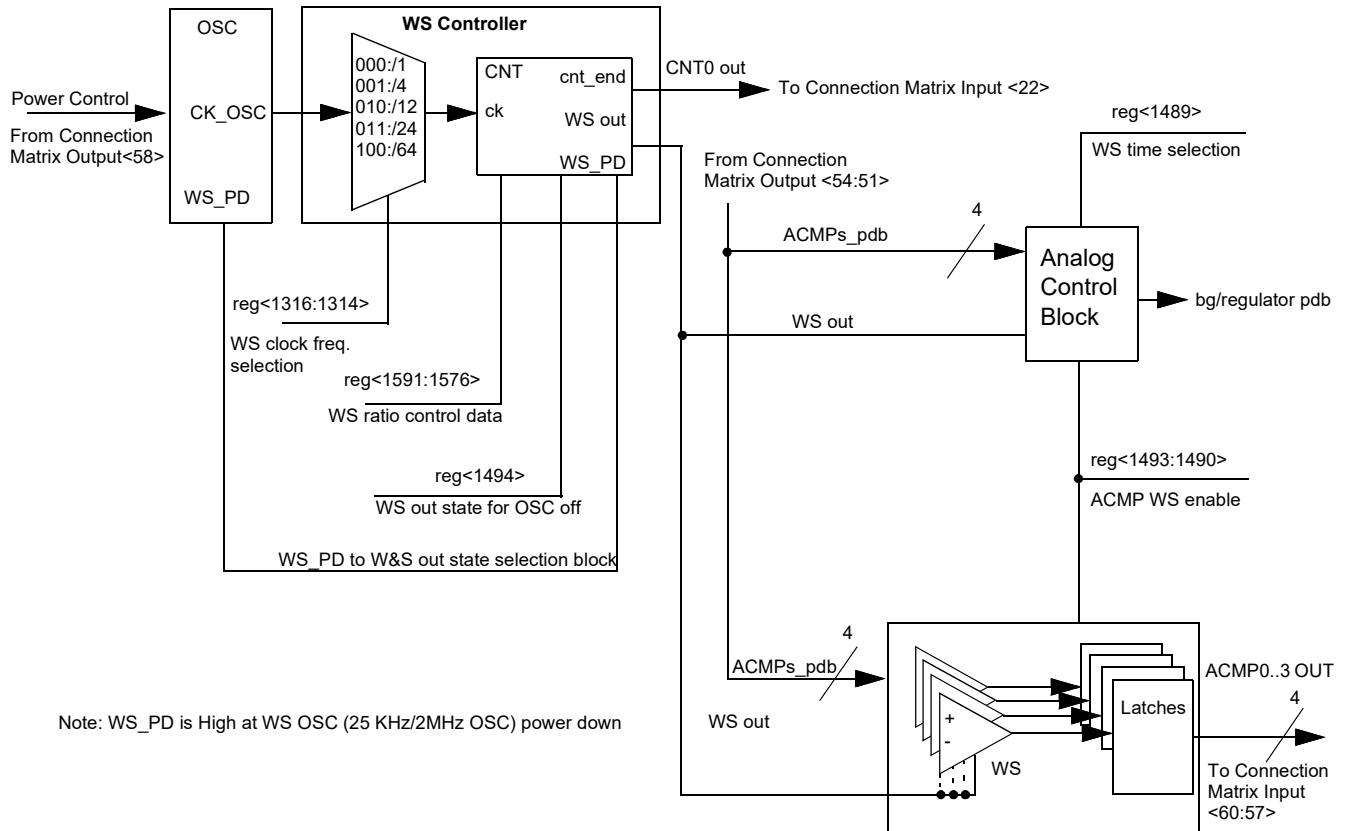 OSC
WS Controller
000:/1
001:/4
010:/12
011:/24
100:/64
CNT
cnt_end
ck
WS out
WS_PD
CNT0 out
To Connection Matrix Input <22>
Power Control
CK_OSC
From Connection
Matrix Output<58>
WS_PD
reg<1489>
WS time selection
From Connection
Matrix Output <54:51>
4
ACMPs_pdb
Analog
Control
Block
bg/regulator pdb
WS out
reg<1316:1314>
WS clock freq.
selection
reg<1591:1576>
WS ratio control data
reg<1494>
WS out state for OSC off
reg<1493:1490>
ACMP WS enable
WS_PD to W&S out state selection block
4
ACMPs_pdb
ACMP0..3 OUT
4
Latches
+
-
WS out
WS
Note: WS_PD is High at WS OSC (25 KHz/2MHz OSC) power down
To Connection
Matrix Input
<60:57>